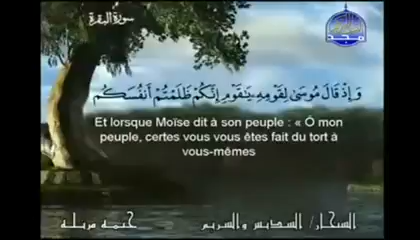 سورة البقرة
مجد
وَإِذْ قَالَ مُوسَىٰ لِقَوْمِهِ يَٰقَوْمِ إِنَّكُمْ ظَلَمْتُمْ أَنفُسَكُم
Et lorsque Moïse dit à son peuple : « Ô mon
peuple, certes vous vous êtes fait du tort à
vous-mêmes
ختمة مرتلة
السديس والشريم